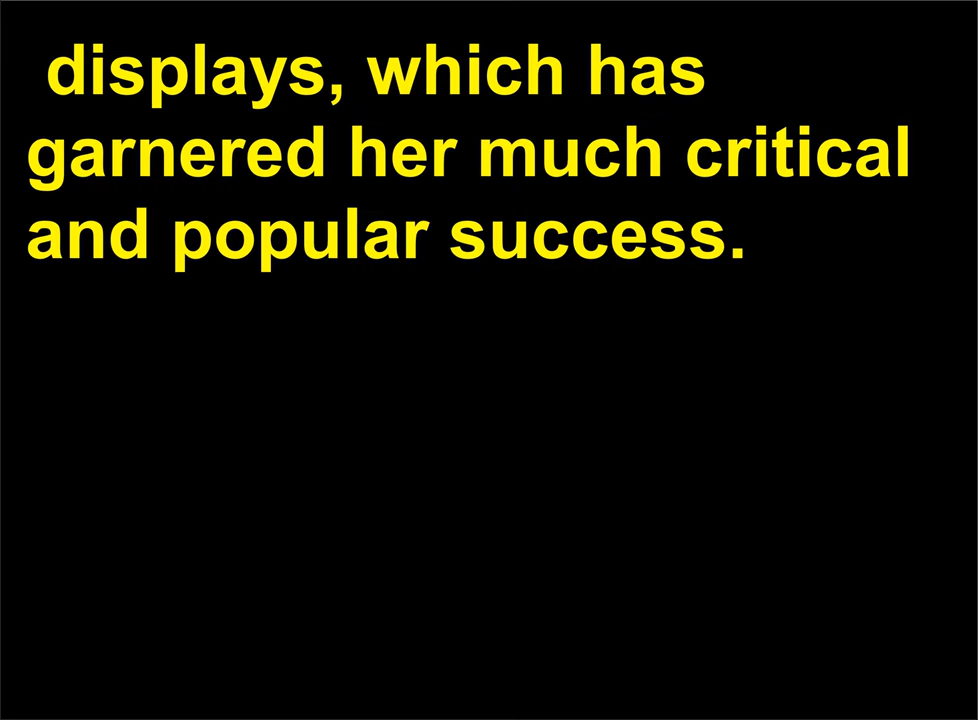 displays, which has
garnered her much critical
and popular success.